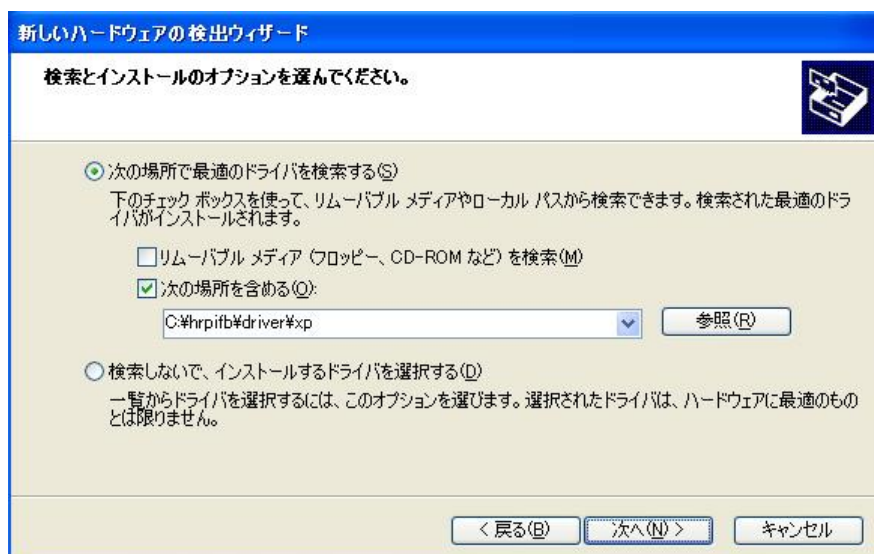 新しいハードウェアの検出ウィザード
検索とインストールのオプションを選んでください。
次の場所で最適のドライバを検索する(S)
下のチェック ボックスを使って、リムーバブル メディアやローカル パスから検索できます。検索された最適のドラ
イバがインストールされます。
リムーバブル メディア (フロッピー、CD-ROM など) を検索(M)
次の場所を含める(O):
C:¥hrpifb¥driver¥xp
参照(R)
検索しないで、インストールするドライバを選択する(D)
一覧からドライバを選択するには、このオプションを選びます。選択されたドライバは、ハードウェアに最適のもの
とは限りません。
< 戻る(B)
次へ(N) >
キャンセル